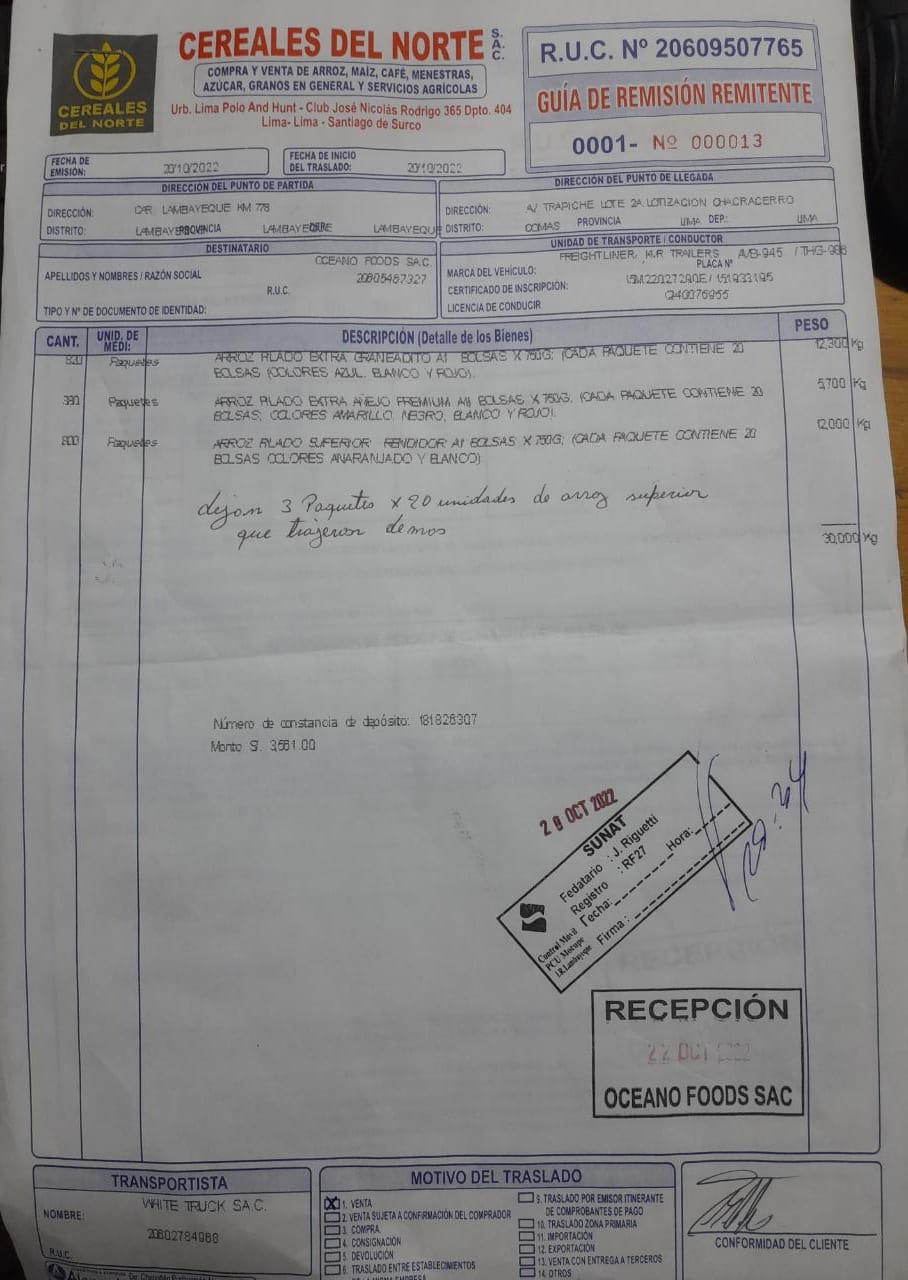 CEREALES DEL NORTE
CEREALES DEL NORTE S.A.C.
COMPRA Y VENTA DE ARROZ, MAÍZ, CAFÉ, MENESTRAS,
AZÚCAR, GRANOS EN GENERAL Y SERVICIOS AGRÍCOLAS
Urb. Lima Polo And Hunt - Club José Nicolás Rodrigo 365 Dpto. 404
Lima- Lima - Santiago de Surco
R.U.C. Nº 20609507765
GUÍA DE REMISIÓN REMITENTE
0001- Nº 000013
FECHA DE EMISIÓN: 20/10/2022
FECHA DE INICIO DEL TRASLADO: 20/10/2022
DIRECCIÓN DEL PUNTO DE PARTIDA
DIRECCIÓN: CAR. LAMBAYEQUE KM 778
DISTRITO: LAMBAYEQUE PROVINCIA LAMBAYEQUE DEP.: LAMBAYEQUE
DIRECCIÓN DEL PUNTO DE LLEGADA
DIRECCIÓN: A/ TRAPICHE LOTE 2A LOTIZACION CHACRACERRO
DISTRITO: COMAS PROVINCIA LIMA DEP: LIMA
DESTINATARIO
OCEANO FOODS SAC.
APELLIDOS Y NOMBRES / RAZÓN SOCIAL
R.U.C.
TIPO Y Nº DE DOCUMENTO DE IDENTIDAD:
UNIDAD DE TRANSPORTE / CONDUCTOR
MARCA DEL VEHÍCULO: FREIGHTLINER, H.R TRAILERS
PLACA Nº
CERTIFICADO DE INSCRIPCIÓN:
LICENCIA DE CONDUCIR
CANT. UNID. DE MEDI: DESCRIPCIÓN (Detalle de los Bienes) PESO
820 Paquetes ARROZ PILADO EXTRA GRANEADITO A1 BOLSAS X 750G; (CADA PAQUETE CONTIENE 20 12,300 Kg
BOLSAS (COLORES AZUL, BLANCO Y ROJO).
380 Paquetes ARROZ PILADO EXTRA AÑEJO PREMIUM A1 BOLSAS X 750G; (CADA PAQUETE CONTIENE 20 5,700 Kg
BOLSAS; COLORES AMARILLO, NEGRO, BLANCO Y ROJO).
800 Paquetes ARROZ PILADO SUPERIOR RENDIDOR A1 BOLSAS X 750G; (CADA PAQUETE CONTIENE 20 12,000 Kg
BOLSAS COLORES ANARANJADO Y BLANCO)
dejan 3 Paquetes x 20 unidades de arroz superior
que trajeron demos
30,000 Kg
Número de constancia de depósito: 181826307
Monto S/. 3,561.00
OCT 2022
SUNAT
Fedatario : J. Riguetti
Registro : RF27
Fecha: Hora:
Firma :
Control Móvil
PCU Morrope
I.R. Lambayeque
RECEPCIÓN
22 OCT 2022
OCEANO FOODS SAC
TRANSPORTISTA
NOMBRE: WHITE TRUCK S.A.C.
20602784988
R.U.C.
MOTIVO DEL TRASLADO
X 1. VENTA
2. VENTA SUJETA A CONFIRMACIÓN DEL COMPRADOR
3. COMPRA
4. CONSIGNACIÓN
5. DEVOLUCIÓN
6. TRASLADO ENTRE ESTABLECIMIENTOS
9. TRASLADO POR EMISOR ITINERANTE
DE COMPROBANTES DE PAGO
10. TRASLADO ZONA PRIMARIA
11. IMPORTACIÓN
12. EXPORTACIÓN
13. VENTA CON ENTREGA A TERCEROS
14. OTROS
CONFORMIDAD DEL CLIENTE